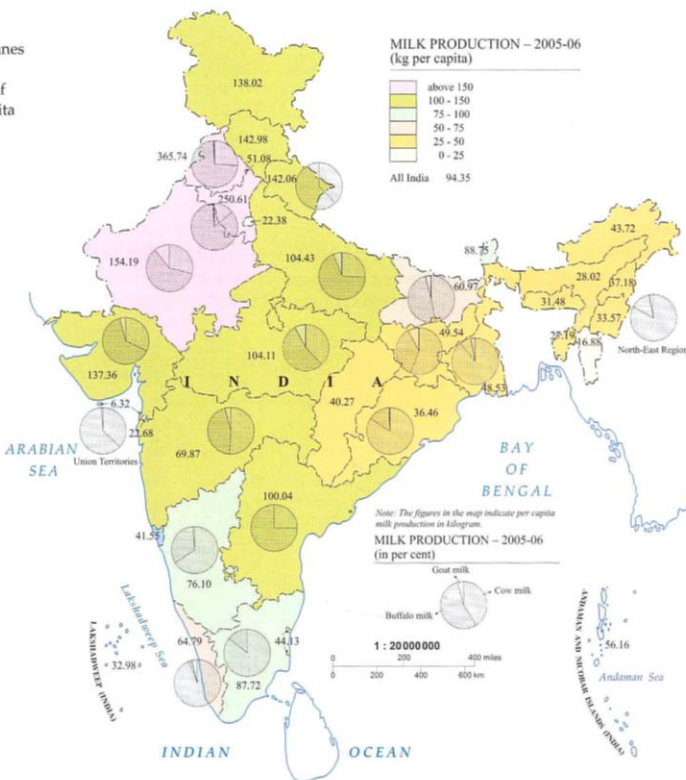 nes
f
ita
MILK PRODUCTION – 2005-06
(kg per capita)
above 150
100 - 150
75 - 100
50 - 75
25 - 50
0 - 25
All India 94.35
138.02
142.98
365.74
51.08
142.06
250.61
22.38
154.19
104.43
60.97
88.75
43.72
28.02
(37.18)
31.48
33.57
16.88
North-East Region
49.54
48.53
137.36
104.11
I N D I A
40.27
36.46
6.32
22.68
Union Territories
69.87
ARABIAN
SEA
BAY
OF
BENGAL
100.04
Note: The figures in the map indicate per capita
milk production in kilogram.
MILK PRODUCTION – 2005-06
(in per cent)
Goat milk
Cow milk
Buffalo milk
41.55
76.10
Lakshadweep Sea
LAKSHADWEEP (INDIA)
32.98
64.79
44.13
87.72
1 : 20000000
0 200 400 miles
0 200 400 600 km
ANDAMAN AND NICOBAR ISLANDS (INDIA)
56.16
Andaman Sea
INDIAN OCEAN